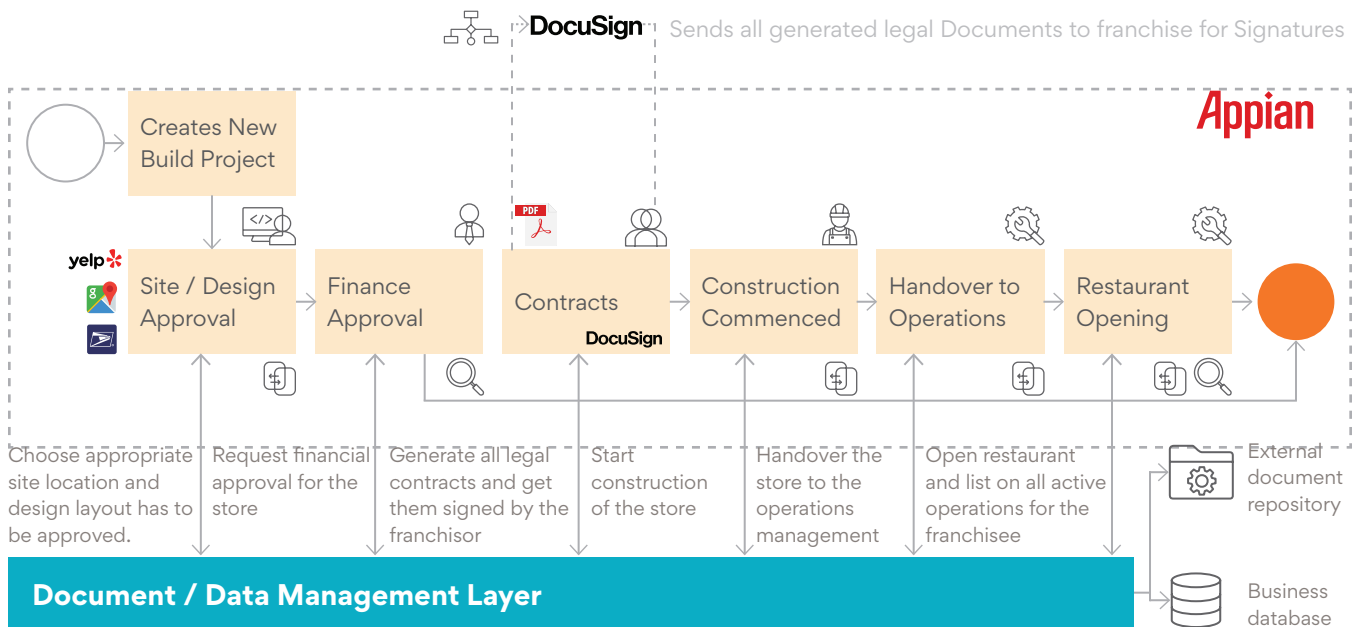 DocuSign
Sends all generated legal Documents to franchise for Signatures
Appian
Creates New
Build Project
</>
PDF
yelp
g
Site / Design
Approval
Finance
Approval
Contracts
DocuSign
Construction
Commenced
Handover to
Operations
Restaurant
Opening
Choose appropriate
site location and
design layout has to
be approved.
Request financial
approval for the
store
Generate all legal
contracts and get
them signed by the
franchisor
Start
construction
of the store
Handover the
store to the
operations
management
Open restaurant
and list on all active
operations for the
franchisee
External
document
repository
Document / Data Management Layer
Business
database